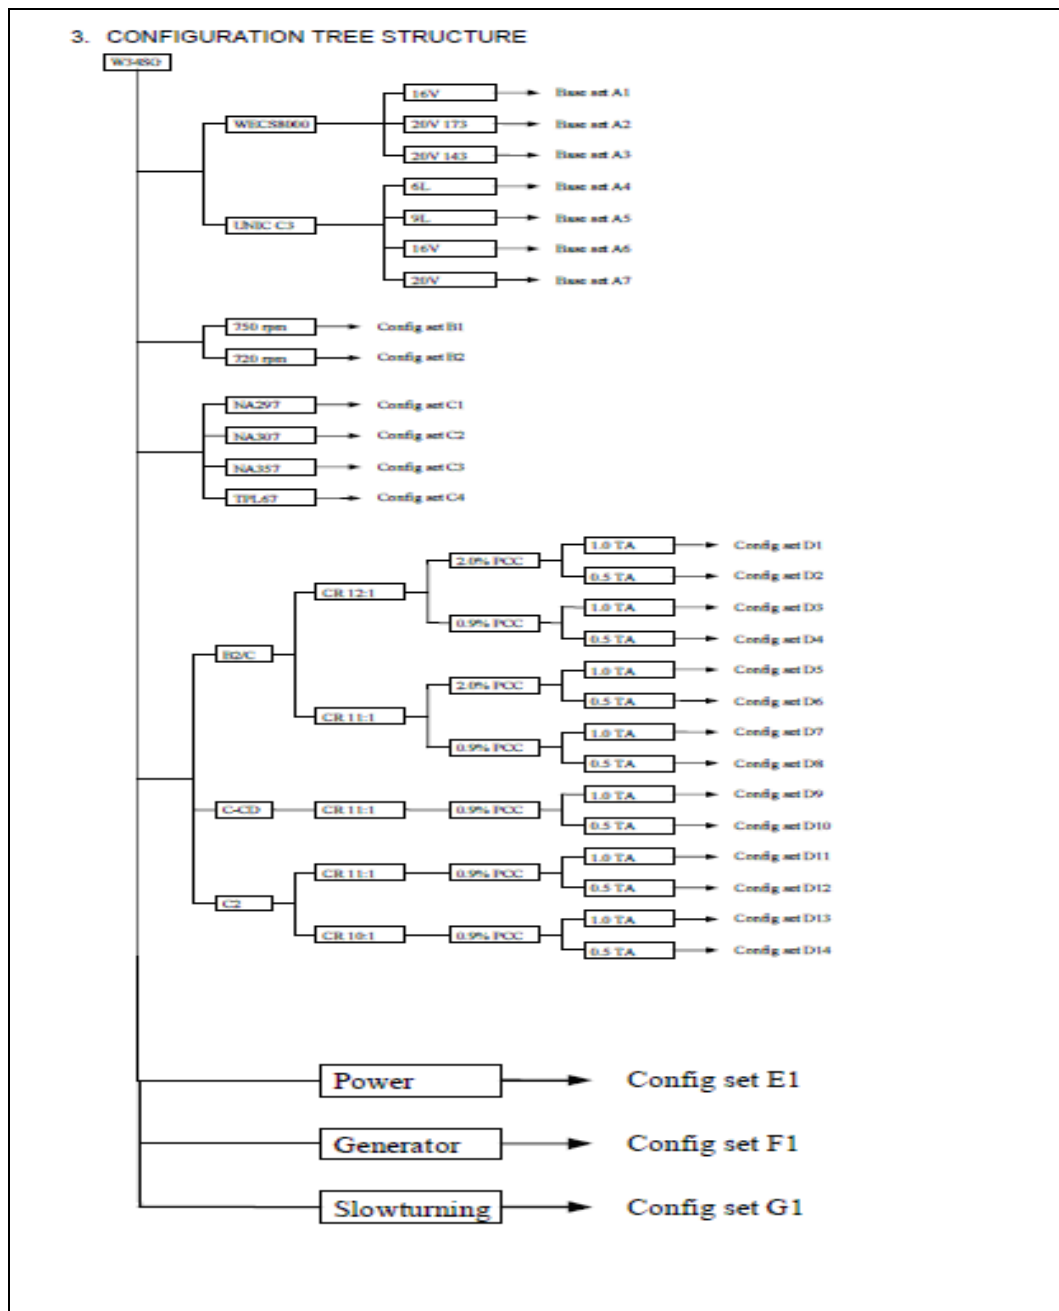 3. CONFIGURATION TREE STRUCTURE
W34SG
16V Base set A1
WECS8000 20V 173 Base set A2
20V 143 Base set A3
6L Base set A4
UNIC C3 9L Base set A5
16V Base set A6
20V Base set A7
750 rpm Config set B1
720 rpm Config set B2
NA297 Config set C1
NA307 Config set C2
NA357 Config set C3
TPL67 Config set C4
1.0 TA Config set D1
2.0% PCC
0.5 TA Config set D2
CR 12:1
1.0 TA Config set D3
0.9% PCC
0.5 TA Config set D4
B2/C
1.0 TA Config set D5
2.0% PCC
0.5 TA Config set D6
CR 11:1
1.0 TA Config set D7
0.9% PCC
0.5 TA Config set D8
1.0 TA Config set D9
C-CD CR 11:1 0.9% PCC
0.5 TA Config set D10
1.0 TA Config set D11
CR 11:1 0.9% PCC
0.5 TA Config set D12
C2
1.0 TA Config set D13
CR 10:1 0.9% PCC
0.5 TA Config set D14
Power Config set E1
Generator Config set F1
Slowturning Config set G1